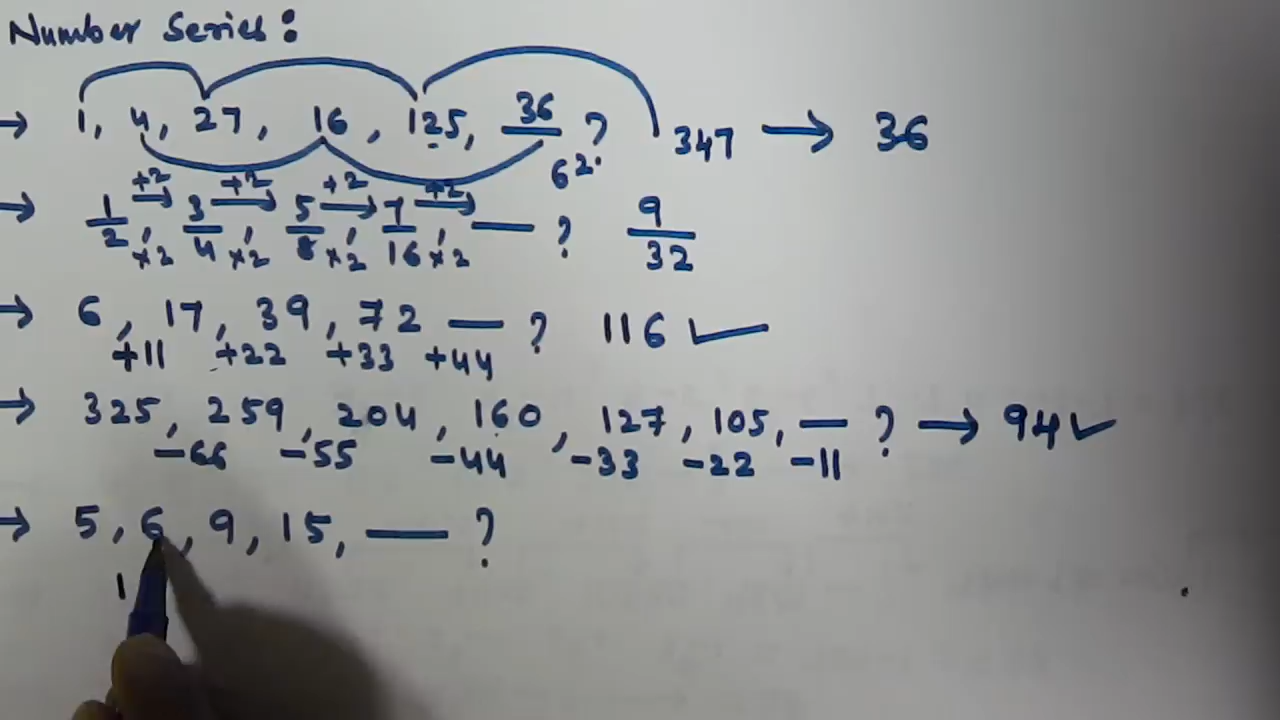 Number Series:
→ 1, 4, 27, 16, 125, 36 ? 347 → 36
6².
+2 +2 +2 +2
→ 1/2, 3/4, 5/8, 7/16, — ? 9/32
×2 ×2 ×2 ×2
→ 6, 17, 39, 72 — ? 116 ✓
+11 +22 +33 +44
→ 325, 259, 204, 160, 127, 105, — ? → 94 ✓
-66 -55 -44 -33 -22 -11
→ 5, 6, 9, 15, — ?
1